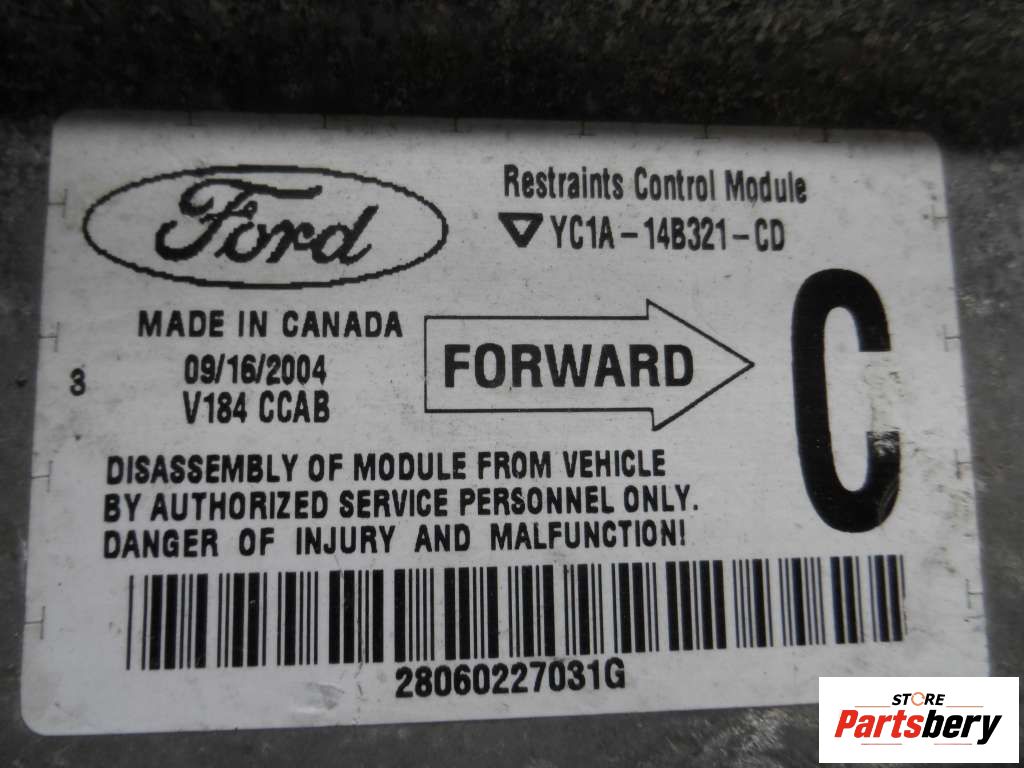 Ford
Restraints Control Module
YC1A-14B321-CD
MADE IN CANADA
09/16/2004
V184 CCAB
3
FORWARD
C
DISASSEMBLY OF MODULE FROM VEHICLE
BY AUTHORIZED SERVICE PERSONNEL ONLY.
DANGER OF INJURY AND MALFUNCTION!
28060227031G
STORE
Partsbery